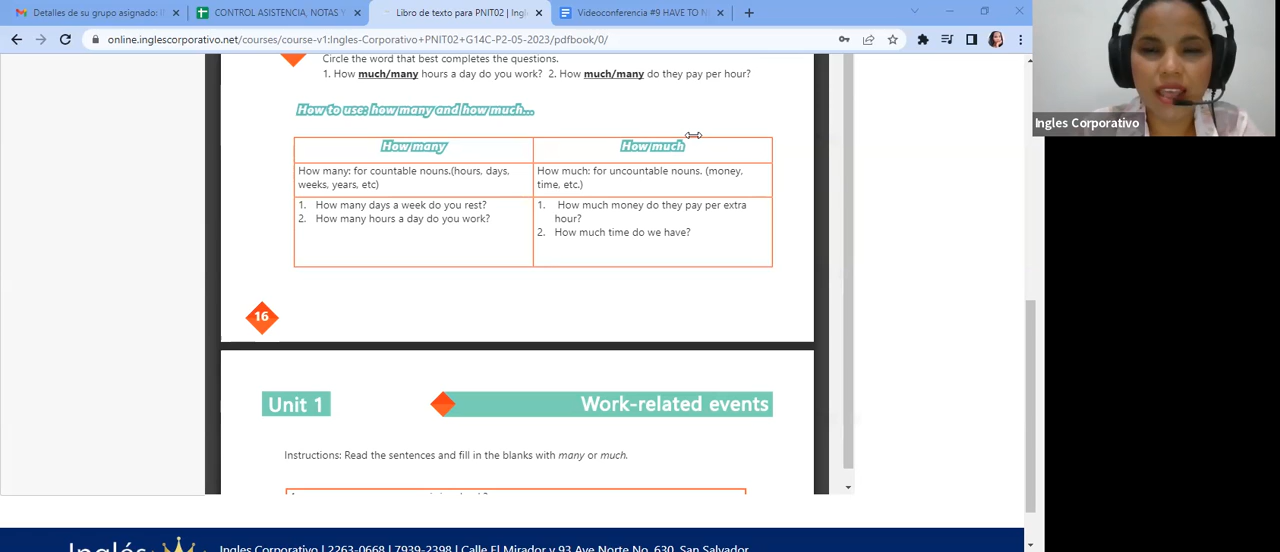 Detalles de su grupo asignado: I
CONTROL ASISTENCIA, NOTAS Y
Libro de texto para PNIT02 | Ingl
Videoconferencia #9 HAVE TO N
online.inglescorporativo.net/courses/course-v1:Ingles-Corporativo+PNIT02+G14C-P2-05-2023/pdfbook/0/
Circle the word that best completes the questions.
1. How much/many hours a day do you work? 2. How much/many do they pay per hour?
How to use: how many and how much...
How many
How much
How many: for countable nouns.(hours, days,
weeks, years, etc)
How much: for uncountable nouns. (money,
time, etc.)
1. How many days a week do you rest?
2. How many hours a day do you work?
1. How much money do they pay per extra
hour?
2. How much time do we have?
16
Unit 1
Work-related events
Instructions: Read the sentences and fill in the blanks with many or much.
Inglés
Ingles Corporativo | 2263-0668 | 7939-2398 | Calle El Mirador y 93 Ave Norte No. 630, San Salvador
Ingles Corporativo